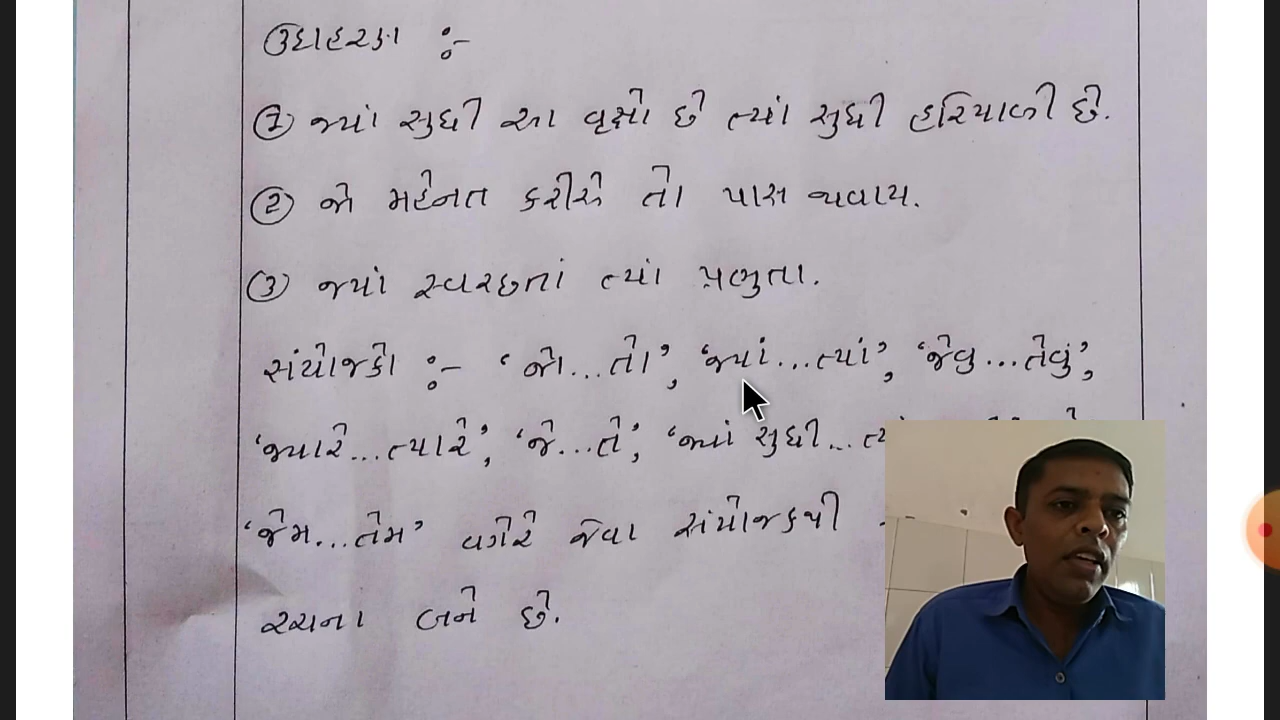 ઉદાહરણ :-
① જ્યાં સુધી આ વૃક્ષો છે ત્યાં સુધી હરિયાળી છે.
② જો મહેનત કરીએ તો પાસ થવાય.
③ જ્યાં સ્વચ્છતાં ત્યાં પ્રભુતા.
સંયોજકો :- 'જો...તો', 'જ્યાં...ત્યાં', 'જેવુ...તેવું',
'જ્યારે...ત્યારે', 'જે...તે', 'જ્યાં સુધી...
'જેમ...તેમ' વગેરે જેવા સંયોજકથી
રચના બને છે.